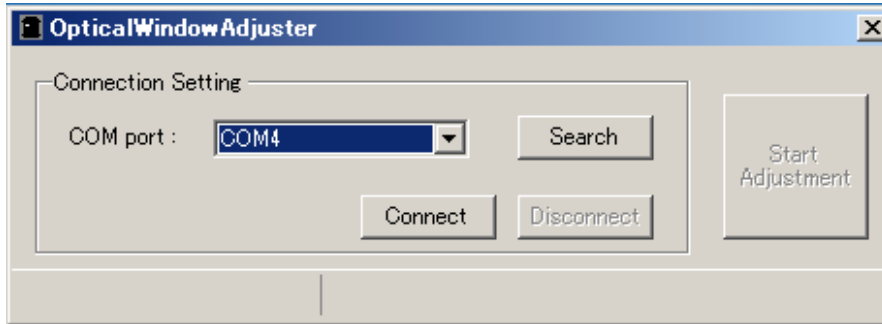 OpticalWindowAdjuster
Connection Setting
COM port :
COM4
Search
Connect
Disconnect
Start
Adjustment